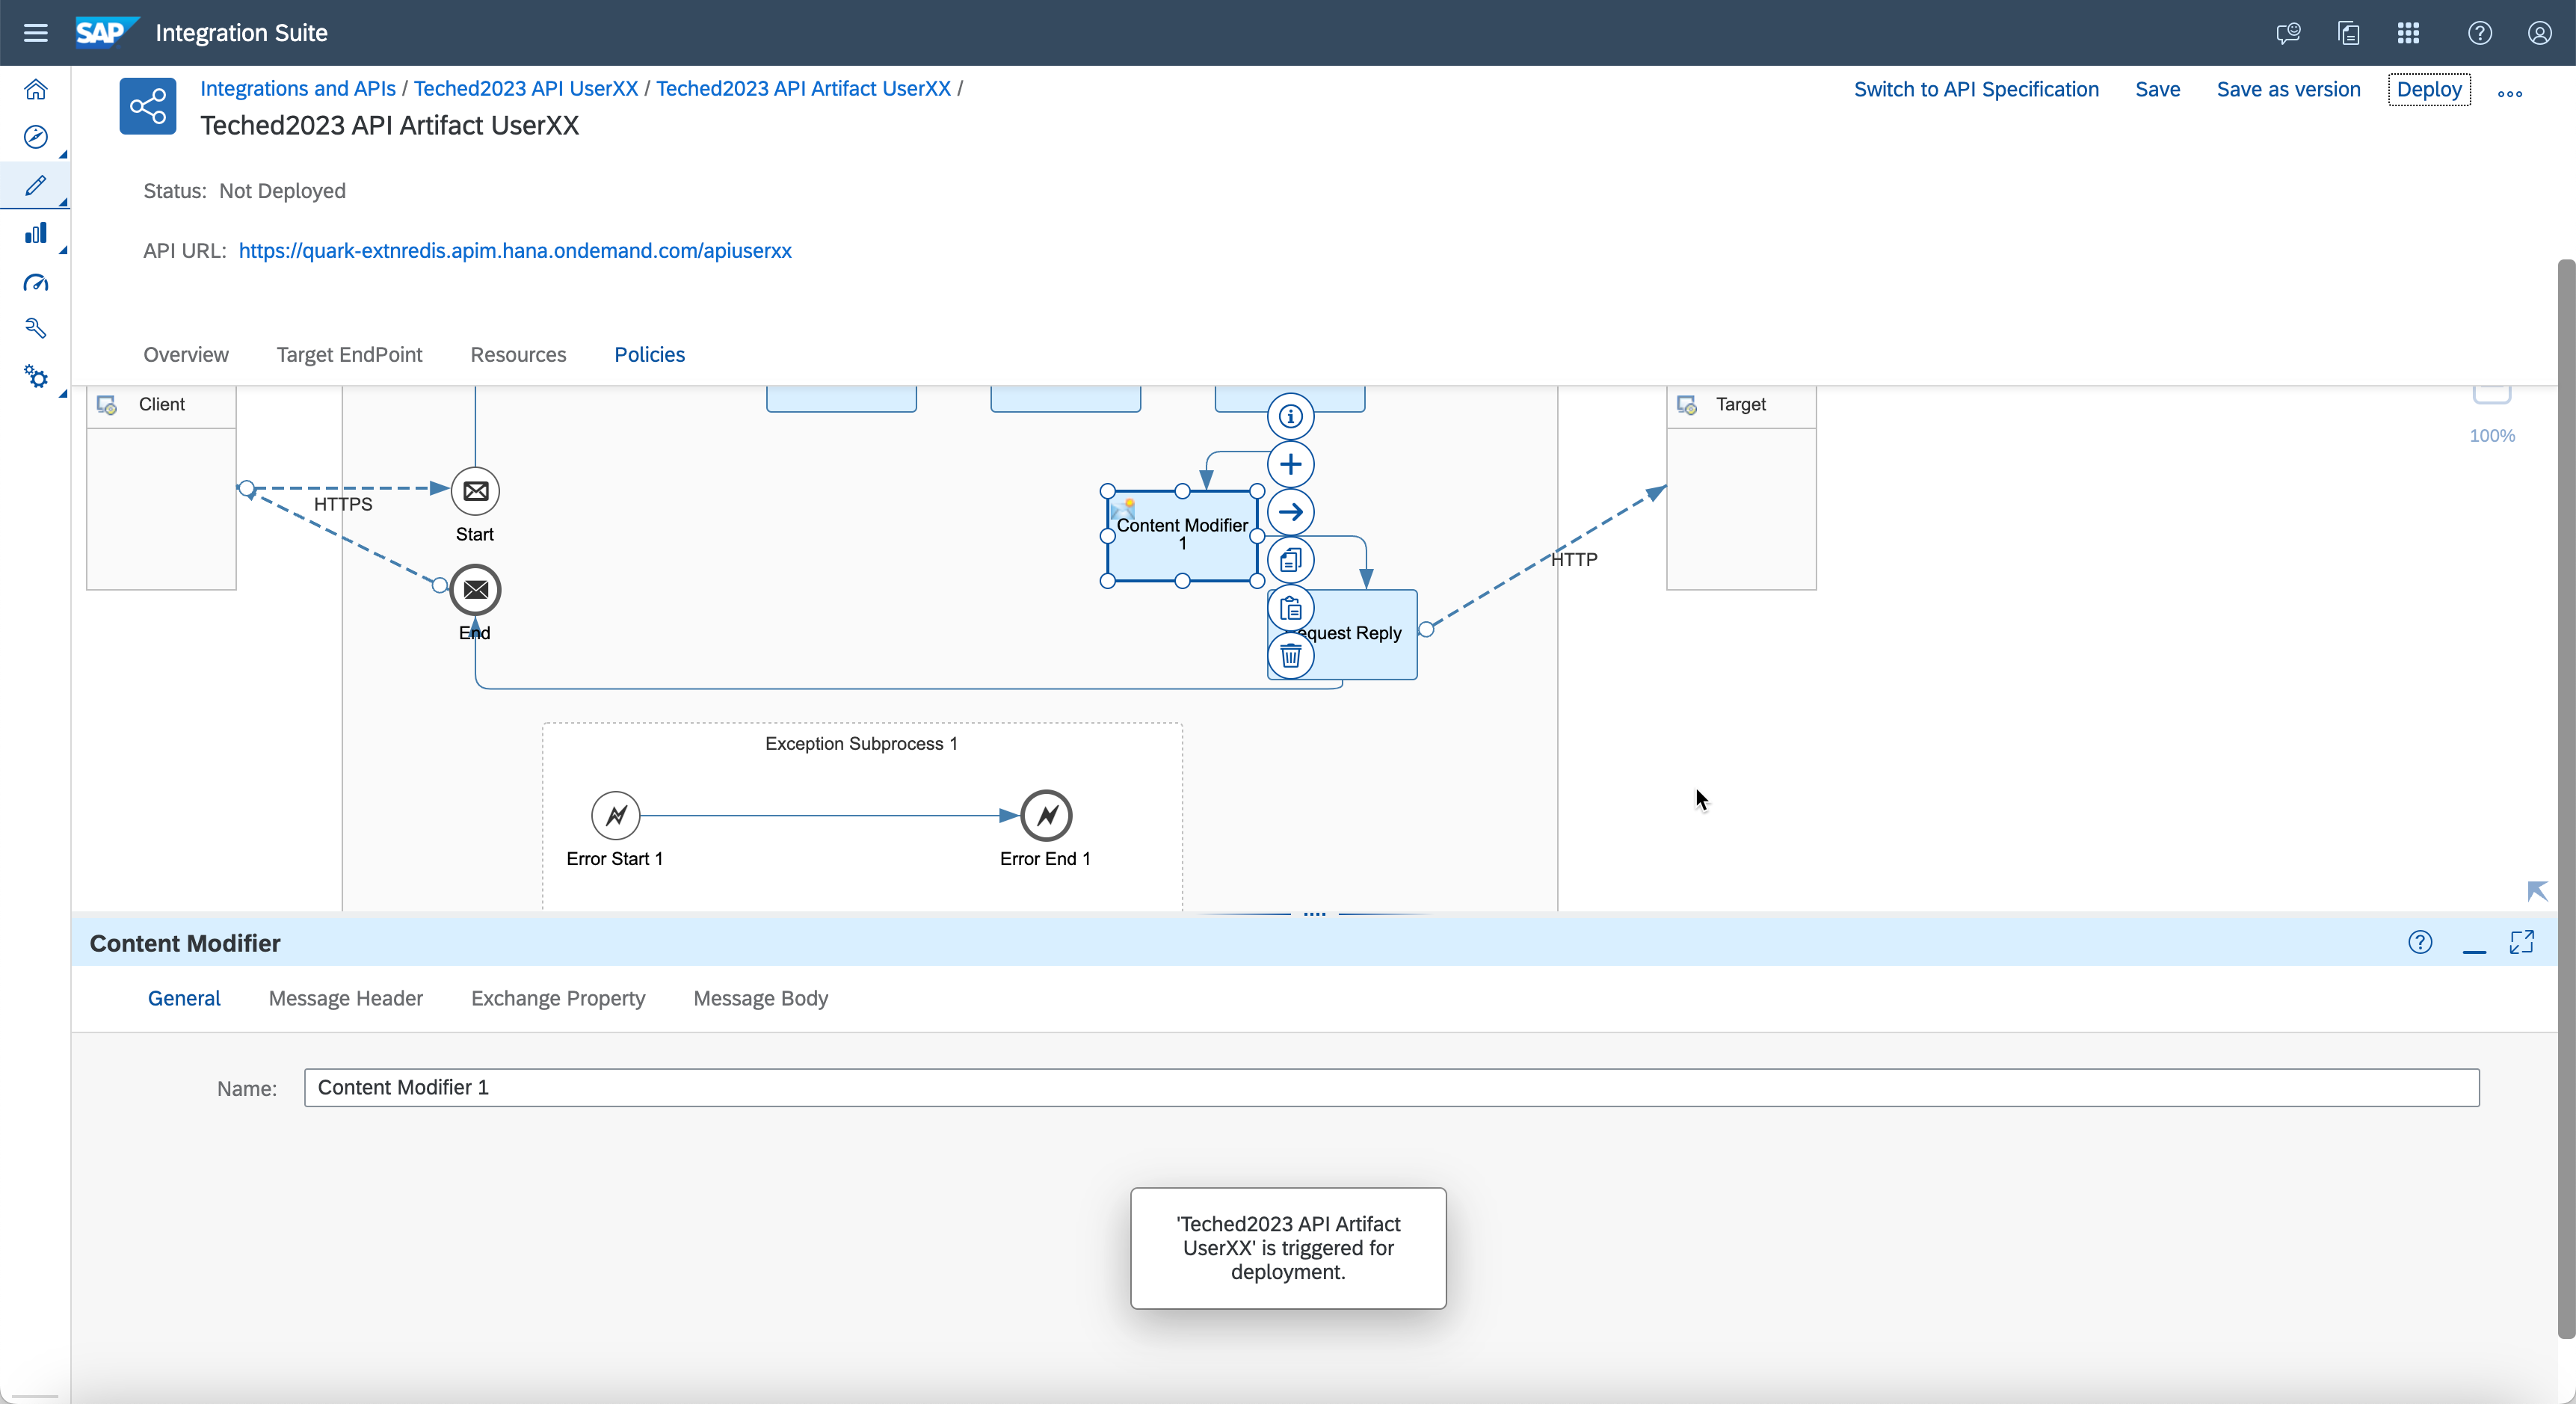 SAP Integration Suite
Integrations and APIs / Teched2023 API UserXX / Teched2023 API Artifact UserXX /
Teched2023 API Artifact UserXX
Switch to API Specification
Save
Save as version
Deploy
Status: Not Deployed
API URL: https://quark-extnredis.apim.hana.ondemand.com/apiuserxx
Overview
Target EndPoint
Resources
Policies
Client
Target
100%
HTTPS
Start
Content Modifier
1
HTTP
End
equest Reply
Exception Subprocess 1
Error Start 1
Error End 1
Content Modifier
General
Message Header
Exchange Property
Message Body
Name: Content Modifier 1
'Teched2023 API Artifact
UserXX' is triggered for
deployment.